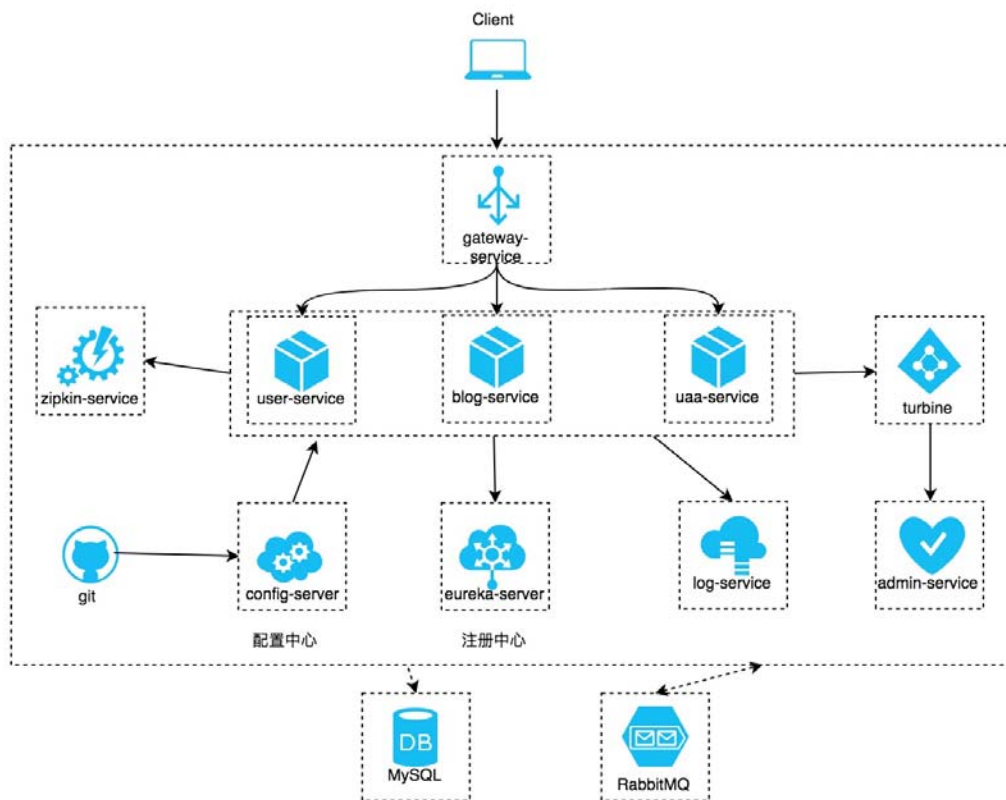 Client
gateway-
service
zipkin-service
user-service
blog-service
uaa-service
turbine
git
config-server
eureka-server
log-service
admin-service
配置中心
注册中心
DB
MySQL
RabbitMQ